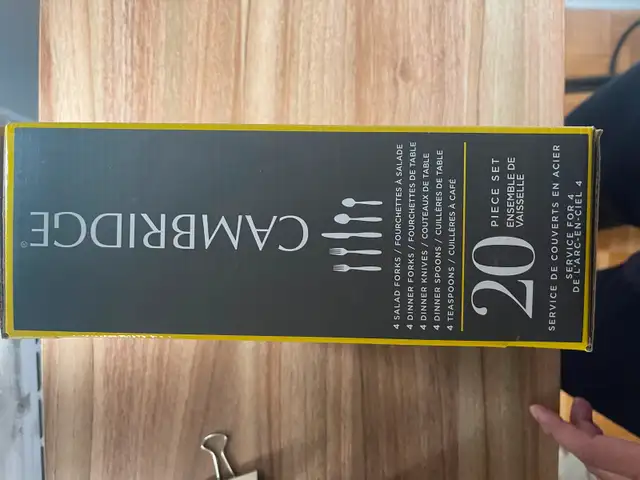 CAMBRIDGE®
4 SALAD FORKS / FOURCHETTES À SALADE
4 DINNER FORKS / FOURCHETTES DE TABLE
4 DINNER KNIVES / COUTEAUX DE TABLE
4 DINNER SPOONS / CUILLÈRES DE TABLE
4 TEASPOONS / CUILLÈRES À CAFÉ
20 PIECE SET
ENSEMBLE DE
VAISSELLE
SERVICE DE COUVERTS EN ACIER
SERVICE FOR 4
DE L'ARC-EN-CIEL 4